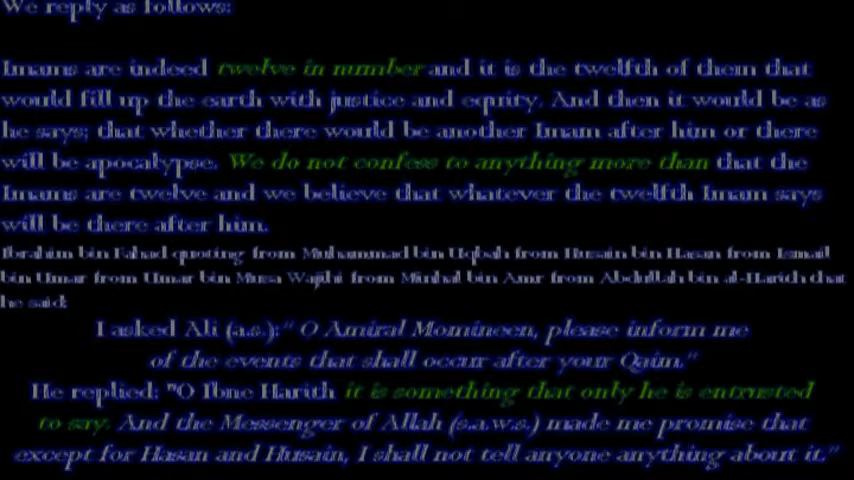 We reply as follows:
Imams are indeed twelve in number and it is the twelfth of them that
would fill up the earth with justice and equity. And then it would be as
he says; that whether there would be another Imam after him or there
will be apocalypse. We do not confess to anything more than that the
Imams are twelve and we believe that whatever the twelfth Imam says
will be there after him.
Ibrahim bin Fahad quoting from Muhammad bin Uqbah from Husain bin Hasan from Ismail
bin Umar from Umar bin Musa Wajihi from Minhal bin Amr from Abdullah bin al-Harith that
he said:
I asked Ali (a.s.):" O Amiral Momineen, please inform me
of the events that shall occur after your Qaim."
He replied: "O Ibne Harith it is something that only he is entrusted
to say. And the Messenger of Allah (s.a.w.s.) made me promise that
except for Hasan and Husain, I shall not tell anyone anything about it."